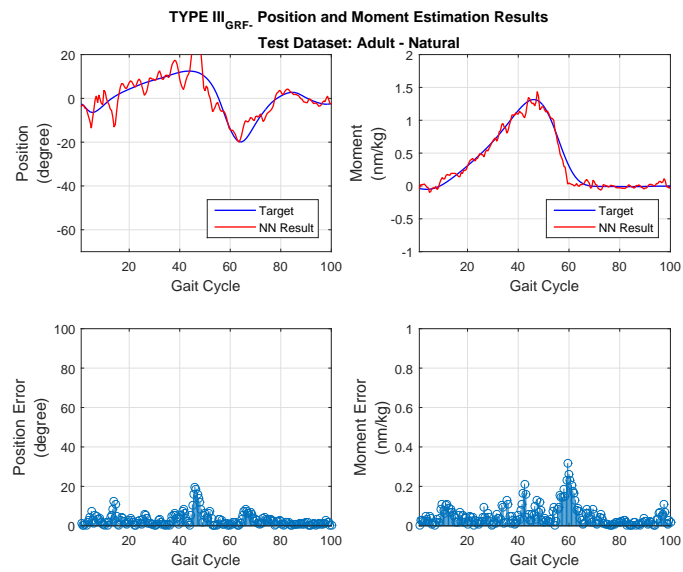 TYPE III_GRF- Position and Moment Estimation Results
Test Dataset: Adult - Natural
20
0
-20
-40
-60
Position
(degree)
Target
NN Result
20
40
60
80
100
Gait Cycle
2
1.5
1
0.5
0
-0.5
-1
Moment
(nm/kg)
Target
NN Result
20
40
60
80
100
Gait Cycle
100
80
60
40
20
0
Position Error
(degree)
20
40
60
80
100
Gait Cycle
1
0.8
0.6
0.4
0.2
0
Moment Error
(nm/kg)
20
40
60
80
100
Gait Cycle